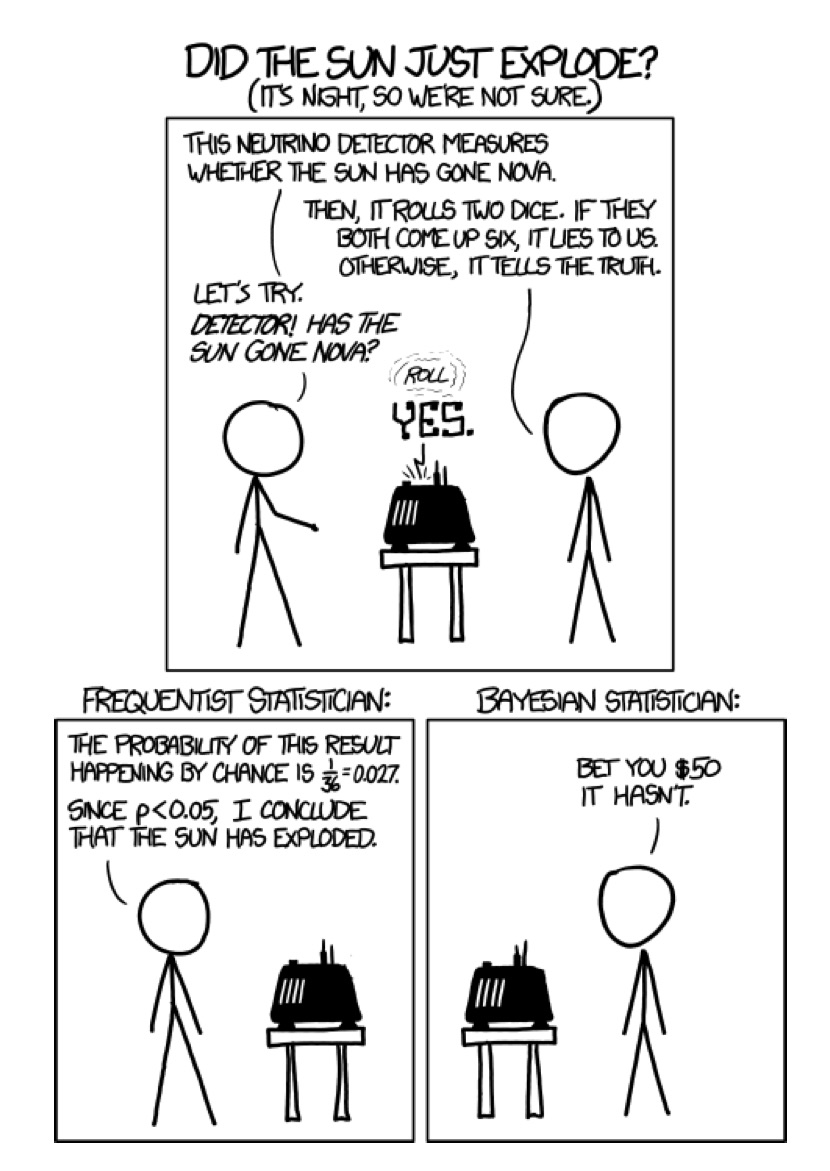 DID THE SUN JUST EXPLODE?
(IT'S NIGHT, SO WE'RE NOT SURE.)
THIS NEUTRINO DETECTOR MEASURES
WHETHER THE SUN HAS GONE NOVA.
THEN, IT ROLLS TWO DICE. IF THEY
BOTH COME UP SIX, IT LIES TO US.
OTHERWISE, IT TELLS THE TRUTH.
LET'S TRY.
DETECTOR! HAS THE
SUN GONE NOVA?
(ROLL)
YES.
FREQUENTIST STATISTICIAN:
THE PROBABILITY OF THIS RESULT
HAPPENING BY CHANCE IS 1/36=0.027.
SINCE p<0.05, I CONCLUDE
THAT THE SUN HAS EXPLODED.
BAYESIAN STATISTICIAN:
BET YOU $50
IT HASN'T.